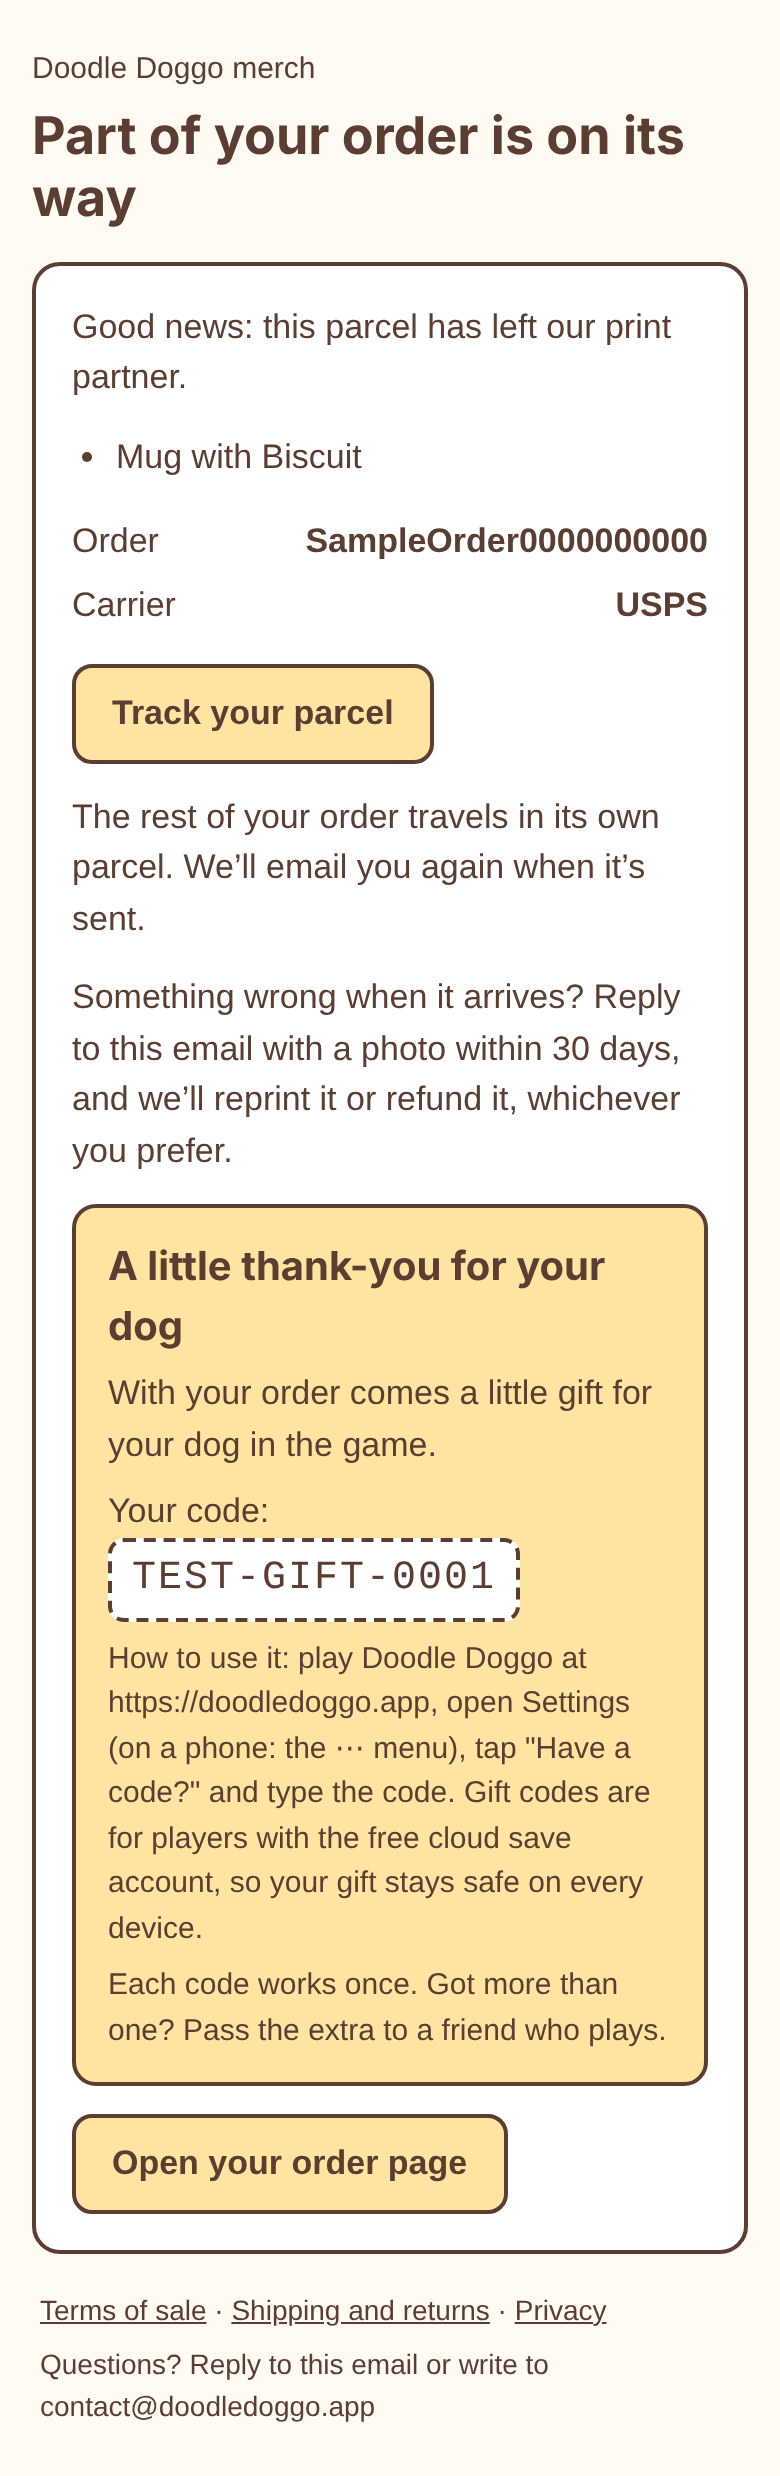 Doodle Doggo merch
Part of your order is on its
way
Good news: this parcel has left our print
partner.
• Mug with Biscuit
Order SampleOrder0000000000
Carrier USPS
Track your parcel
The rest of your order travels in its own
parcel. We’ll email you again when it’s
sent.
Something wrong when it arrives? Reply
to this email with a photo within 30 days,
and we’ll reprint it or refund it, whichever
you prefer.
A little thank-you for your
dog
With your order comes a little gift for
your dog in the game.
Your code:
TEST-GIFT-0001
How to use it: play Doodle Doggo at
https://doodledoggo.app, open Settings
(on a phone: the ⋯ menu), tap "Have a
code?" and type the code. Gift codes are
for players with the free cloud save
account, so your gift stays safe on every
device.
Each code works once. Got more than
one? Pass the extra to a friend who plays.
Open your order page
Terms of sale · Shipping and returns · Privacy
Questions? Reply to this email or write to
contact@doodledoggo.app